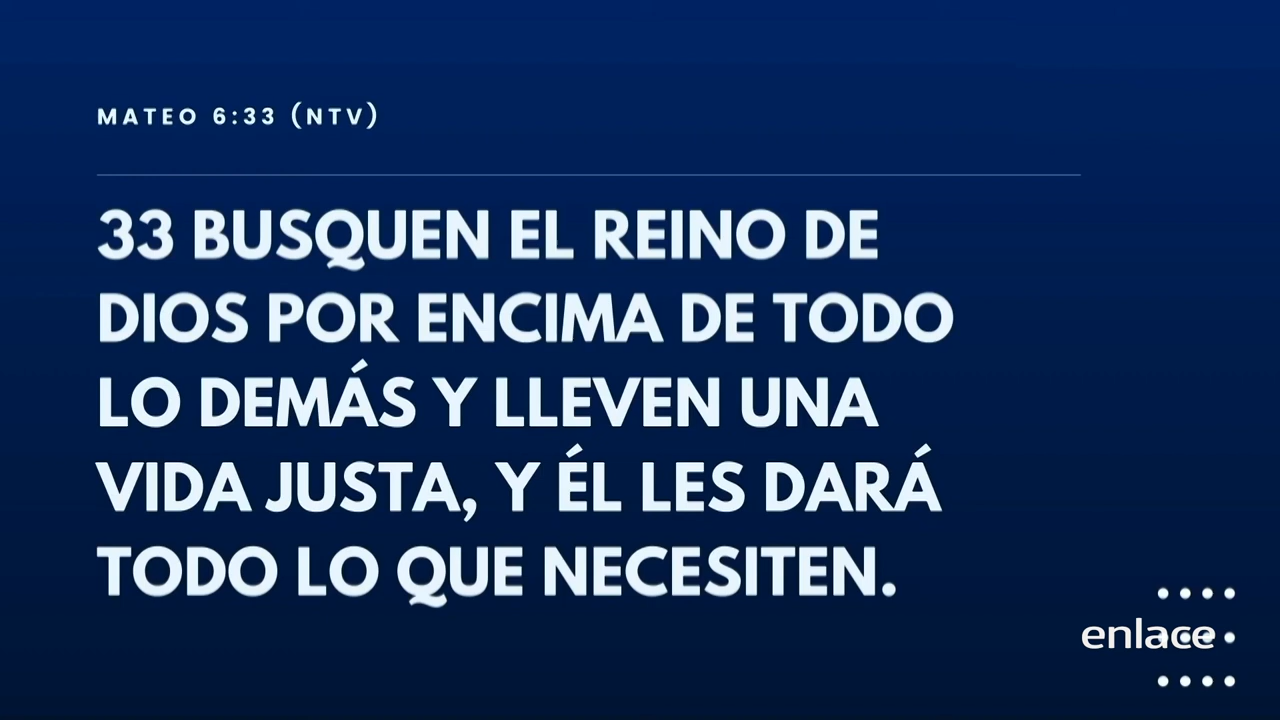 MATEO 6:33 (NTV)
33 BUSQUEN EL REINO DE
DIOS POR ENCIMA DE TODO
LO DEMÁS Y LLEVEN UNA
VIDA JUSTA, Y ÉL LES DARÁ
TODO LO QUE NECESITEN.
enlace